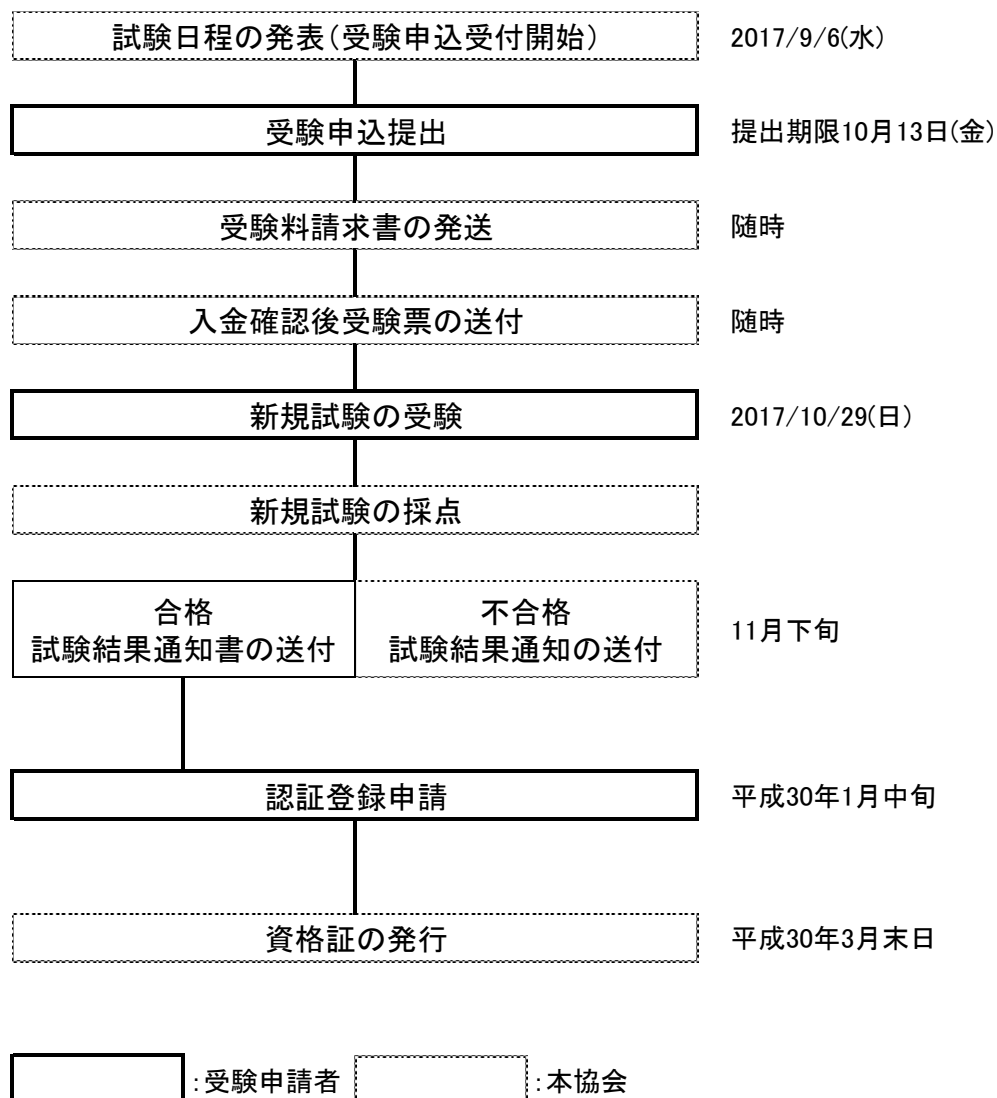 試験日程の発表(受験申込受付開始) 2017/9/6(水)
受験申込提出 提出期限10月13日(金)
受験料請求書の発送 随時
入金確認後受験票の送付 随時
新規試験の受験 2017/10/29(日)
新規試験の採点
合格 不合格
試験結果通知書の送付 試験結果通知の送付 11月下旬
認証登録申請 平成30年1月中旬
資格証の発行 平成30年3月末日
:受験申請者 :本協会